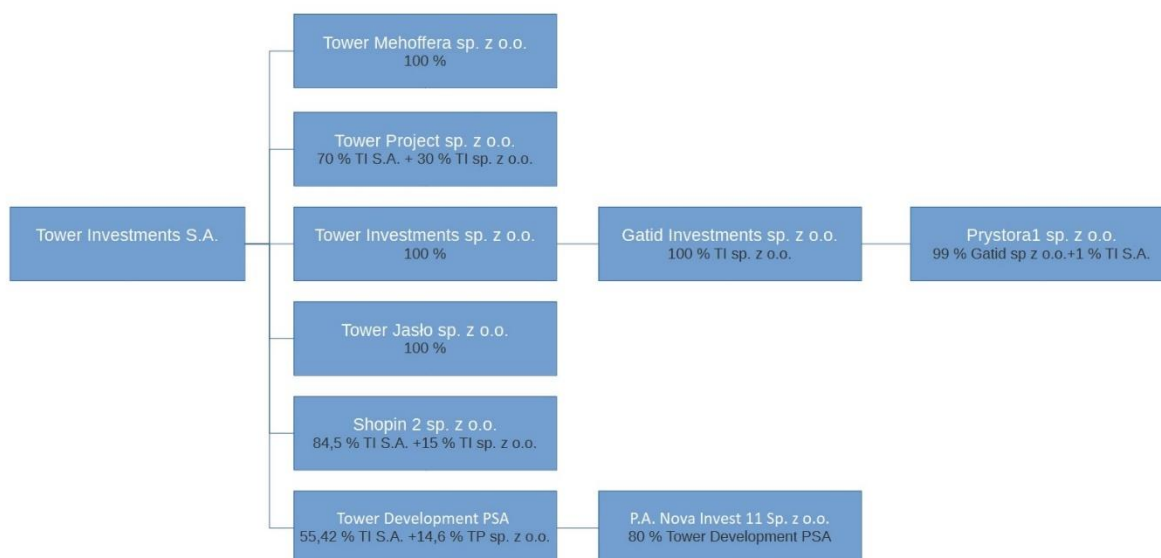 Tower Mehoffera sp. z o.o.
100 %
Tower Project sp. z o.o.
70 % TI S.A. + 30 % TI sp. z o.o.
Tower Investments S.A.
Tower Investments sp. z o.o.
100 %
Gatid Investments sp. z o.o.
100 % TI sp. z o.o.
Prystora1 sp. z o.o.
99 % Gatid sp z o.o.+1 % TI S.A.
Tower Jasło sp. z o.o.
100 %
Shopin 2 sp. z o.o.
84,5 % TI S.A. +15 % TI sp. z o.o.
Tower Development PSA
55,42 % TI S.A. +14,6 % TP sp. z o.o.
P.A. Nova Invest 11 Sp. z o.o.
80 % Tower Development PSA